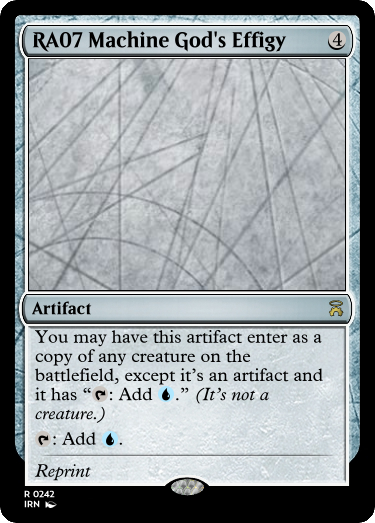 RA07 Machine God's Effigy 4
Artifact
You may have this artifact enter as a
copy of any creature on the
battlefield, except it's an artifact and
it has “: Add .” (It's not a
creature.)
: Add .
Reprint
R 0242
IRN